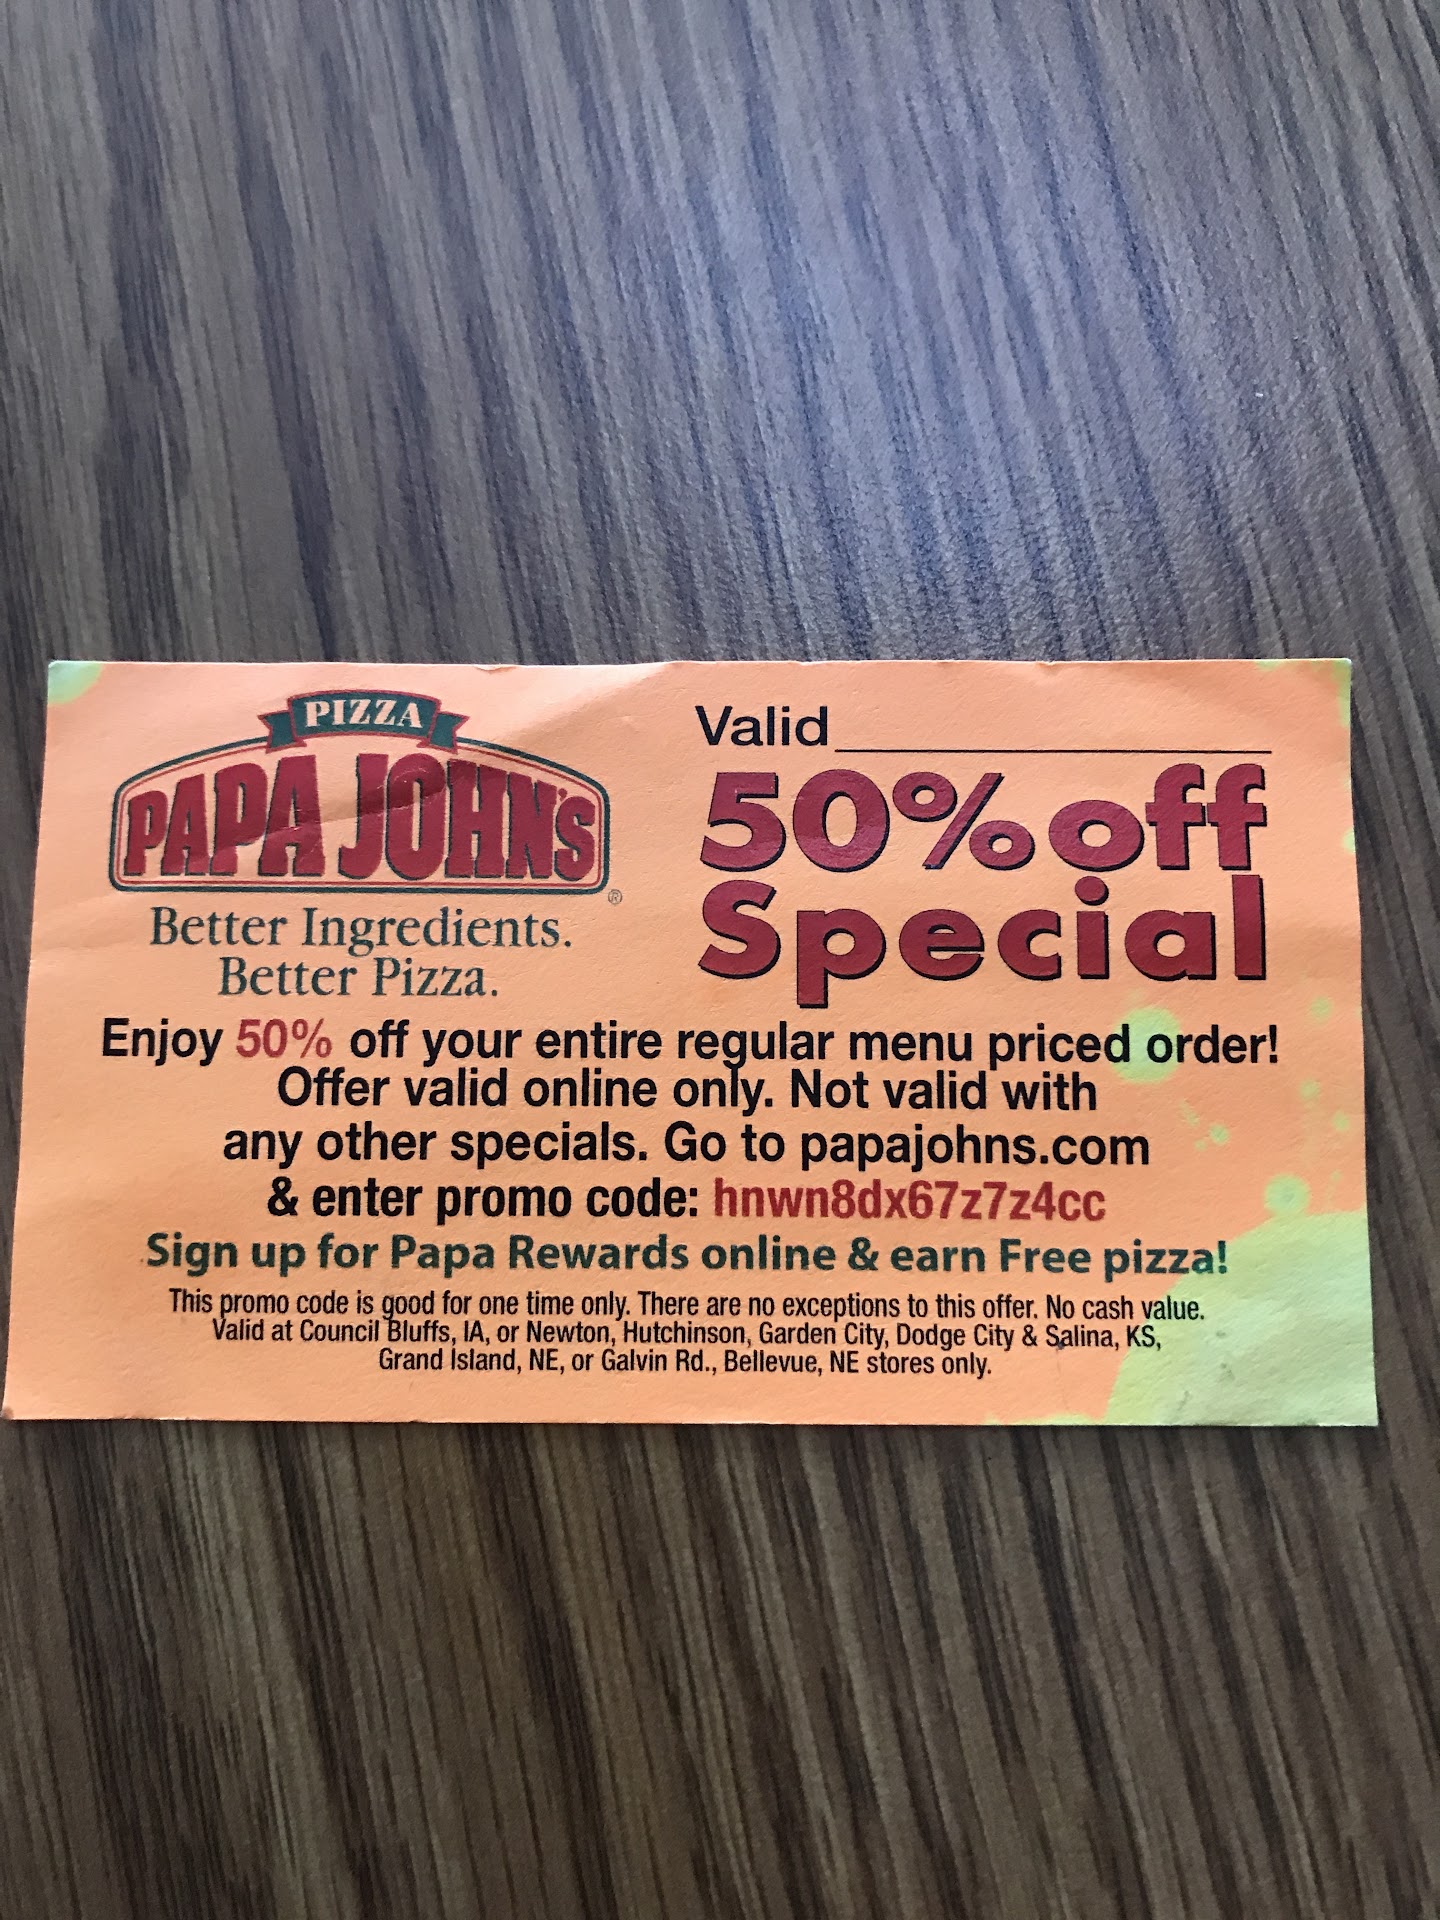 PIZZA
PAPA JOHN'S®
Better Ingredients.
Better Pizza.
Valid
50% off
Special
Enjoy 50% off your entire regular menu priced order!
Offer valid online only. Not valid with
any other specials. Go to papajohns.com
& enter promo code: hnwn8dx67z7z4cc
Sign up for Papa Rewards online & earn Free pizza!
This promo code is good for one time only. There are no exceptions to this offer. No cash value.
Valid at Council Bluffs, IA, or Newton, Hutchinson, Garden City, Dodge City & Salina, KS,
Grand Island, NE, or Galvin Rd., Bellevue, NE stores only.